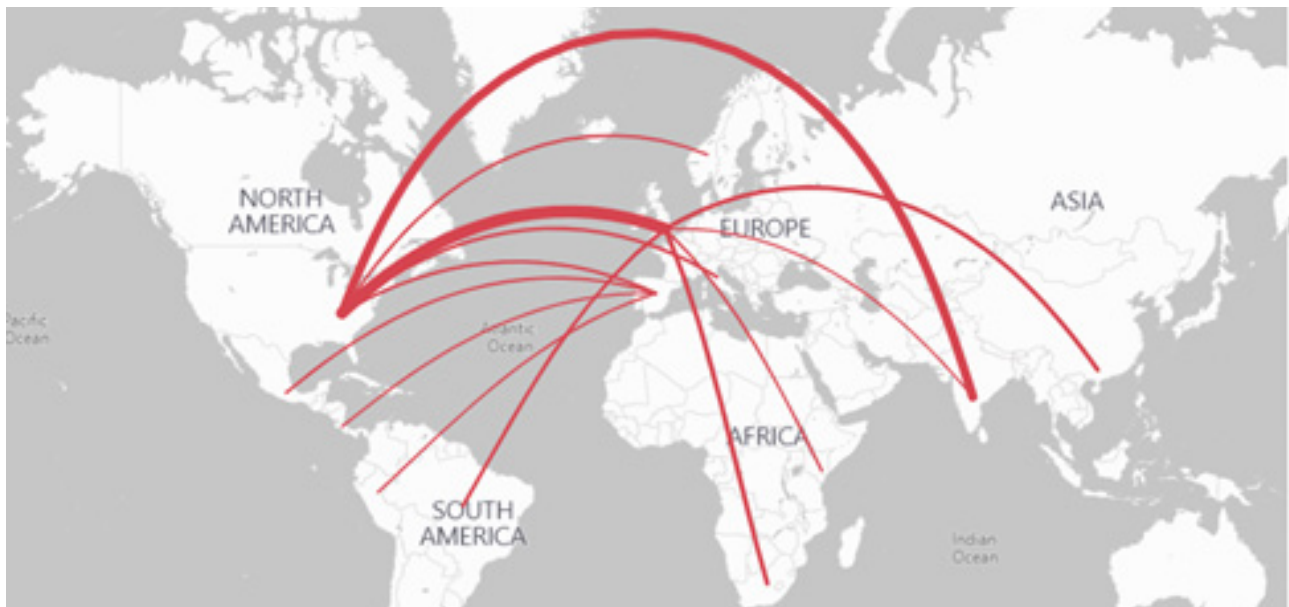 NORTH
AMERICA
ASIA
EUROPE
Pacific
Ocean
Atlantic
Ocean
AFRICA
SOUTH
AMERICA
Indian
Ocean